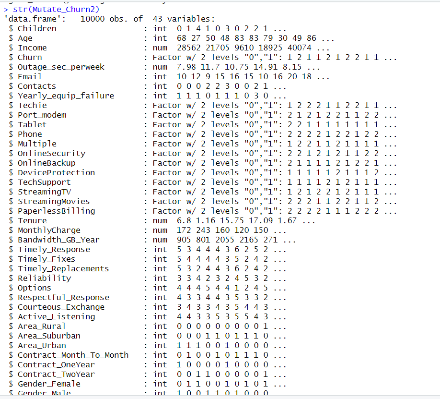 > str(Mutate_Churn2)
'data.frame': 10000 obs. of 43 variables:
$ Children : int 0 1 4 1 0 3 0 2 2 1 ...
$ Age : int 68 27 50 48 83 83 79 30 49 86 ...
$ Income : num 28562 21705 9610 18925 40074 ...
$ Churn : Factor w/ 2 levels "0","1": 1 2 1 1 2 1 2 2 1 1 ...
$ Outage_sec_perweek : num 7.98 11.7 10.75 14.91 8.15 ...
$ Email : int 10 12 9 15 16 15 10 16 20 18 ...
$ Contacts : int 0 0 0 2 2 3 0 0 2 1 ...
$ Yearly_equip_failure : int 1 1 1 0 1 1 1 0 3 0 ...
$ Techie : Factor w/ 2 levels "0","1": 1 2 2 2 1 1 2 2 1 1 ...
$ Port_modem : Factor w/ 2 levels "0","1": 2 1 2 1 2 2 1 1 2 2 ...
$ Tablet : Factor w/ 2 levels "0","1": 2 2 1 1 1 1 1 1 1 1 ...
$ Phone : Factor w/ 2 levels "0","1": 2 2 2 2 1 2 2 1 2 2 ...
$ Multiple : Factor w/ 2 levels "0","1": 1 2 2 1 1 2 1 1 1 2 ...
$ OnlineSecurity : Factor w/ 2 levels "0","1": 2 2 1 2 1 2 1 2 2 2 ...
$ OnlineBackup : Factor w/ 2 levels "0","1": 2 1 1 1 1 2 1 2 2 1 ...
$ DeviceProtection : Factor w/ 2 levels "0","1": 1 1 1 1 1 2 1 1 1 2 ...
$ TechSupport : Factor w/ 2 levels "0","1": 1 1 1 1 2 1 2 1 1 1 ...
$ StreamingTV : Factor w/ 2 levels "0","1": 1 2 1 2 2 1 2 1 1 1 ...
$ StreamingMovies : Factor w/ 2 levels "0","1": 2 2 2 1 1 2 2 1 1 2 ...
$ PaperlessBilling : Factor w/ 2 levels "0","1": 2 2 2 2 1 1 1 2 2 2 ...
$ Tenure : num 6.8 1.16 15.75 17.09 1.67 ...
$ MonthlyCharge : num 172 243 160 120 150 ...
$ Bandwidth_GB_Year : num 905 801 2055 2165 271 ...
$ Timely_Response : int 5 3 4 4 4 3 6 2 5 2 ...
$ Timely_Fixes : int 5 4 4 4 4 3 5 2 4 2 ...
$ Timely_Replacements : int 5 3 2 4 4 3 6 2 4 2 ...
$ Reliability : int 3 3 4 2 3 2 4 5 3 2 ...
$ Options : int 4 4 4 5 4 4 1 2 4 5 ...
$ Respectful_Response : int 4 3 3 4 4 3 5 3 3 2 ...
$ Courteous_Exchange : int 3 4 3 3 4 3 5 4 4 3 ...
$ Active_Listening : int 4 4 3 3 5 3 5 5 4 3 ...
$ Area_Rural : int 0 0 0 0 0 0 0 0 0 1 ...
$ Area_Suburban : int 0 0 0 1 1 0 1 1 1 0 ...
$ Area_Urban : int 1 1 1 0 0 1 0 0 0 0 ...
$ Contract_Month_To_Month : int 0 1 0 0 1 0 1 1 1 0 ...
$ Contract_OneYear : int 1 0 0 0 0 1 0 0 0 0 ...
$ Contract_TwoYear : int 0 0 1 1 0 0 0 0 0 1 ...
$ Gender_Female : int 0 1 1 0 0 1 0 1 0 1 ...
$ Gender_Male : int 1 0 0 1 1 0 1 0 0 0